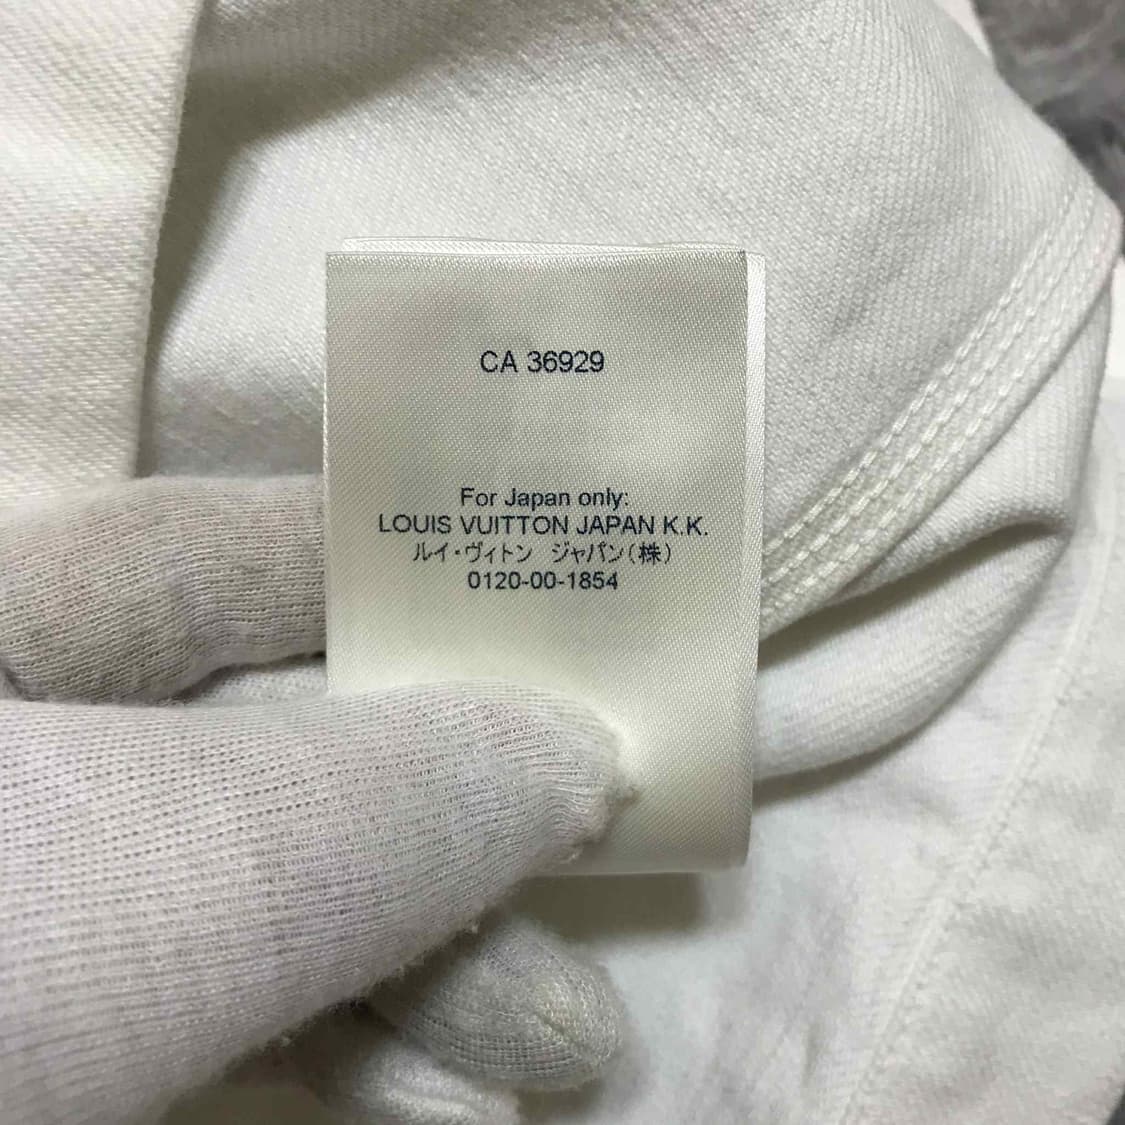 CA 36929
For Japan only:
LOUIS VUITTON JAPAN K.K.
ルイ・ヴィトン ジャパン(株)
0120-00-1854